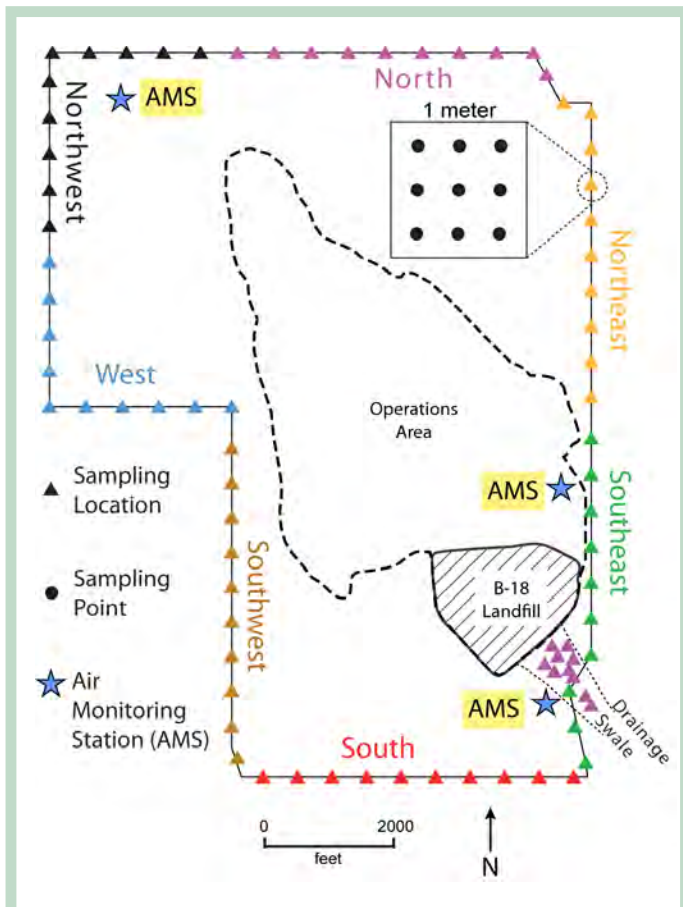 AMS
North
Northwest
1 meter
Northeast
West
Operations
Area
Sampling
Location
AMS
Southeast
Southwest
B-18
Landfill
Sampling
Point
Air
Monitoring
Station (AMS)
AMS
Drainage
Swale
South
0
2000
feet
N